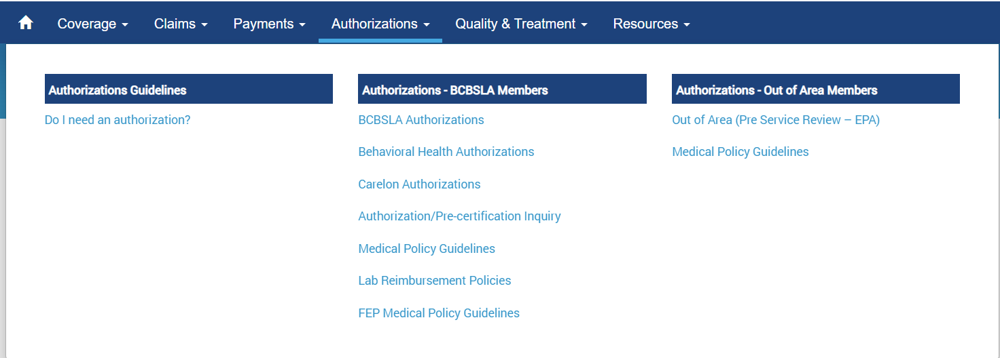 Coverage
Claims
Payments
Authorizations
Quality & Treatment
Resources
Authorizations Guidelines
Do I need an authorization?
Authorizations - BCBSLA Members
BCBSLA Authorizations
Behavioral Health Authorizations
Carelon Authorizations
Authorization/Pre-certification Inquiry
Medical Policy Guidelines
Lab Reimbursement Policies
FEP Medical Policy Guidelines
Authorizations - Out of Area Members
Out of Area (Pre Service Review – EPA)
Medical Policy Guidelines